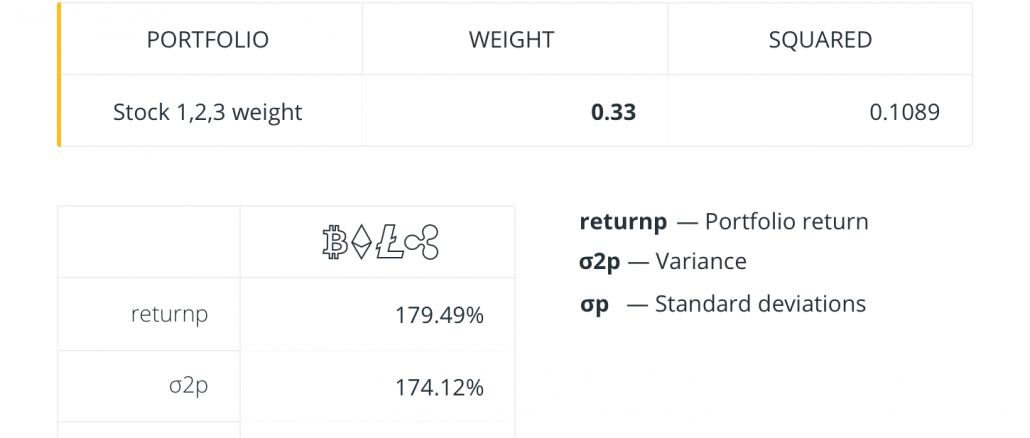 PORTFOLIO WEIGHT SQUARED
Stock 1,2,3 weight 0.33 0.1089
returnp — Portfolio return
σ2p — Variance
σp — Standard deviations
returnp 179.49%
σ2p 174.12%